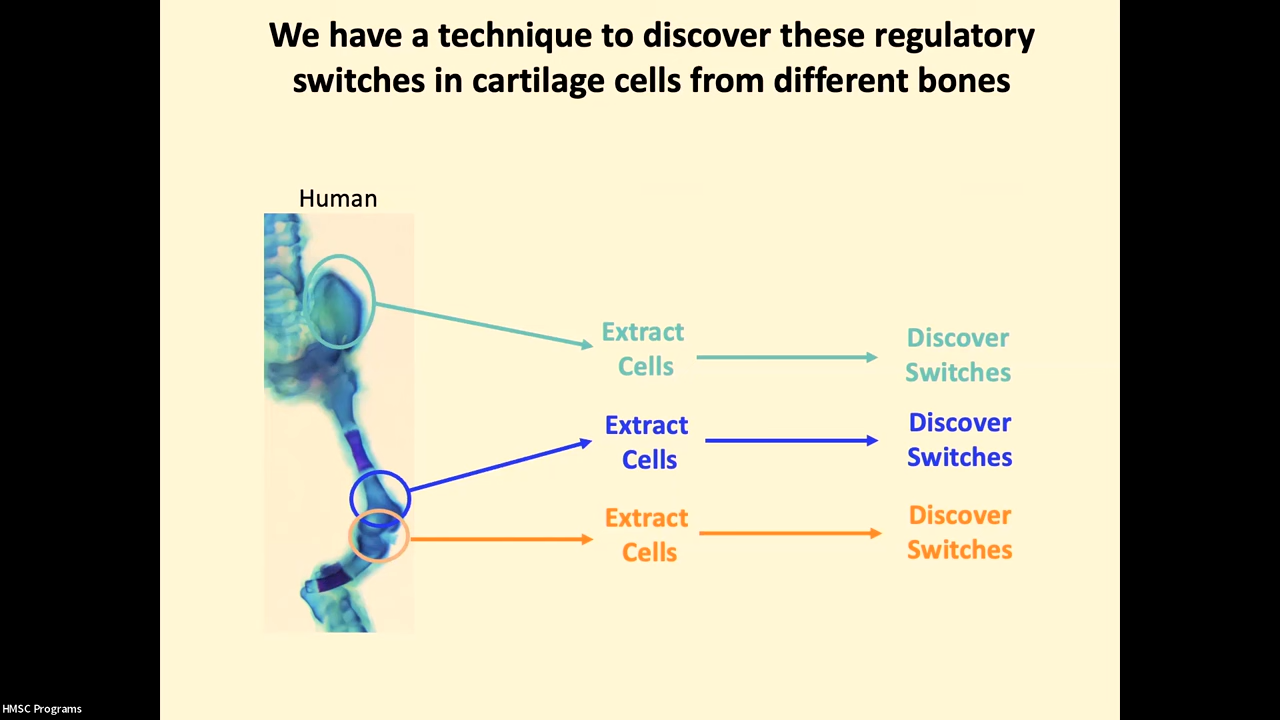 We have a technique to discover these regulatory
switches in cartilage cells from different bones
Human
Extract
Cells
Discover
Switches
Extract
Cells
Discover
Switches
Extract
Cells
Discover
Switches
HMSC Programs